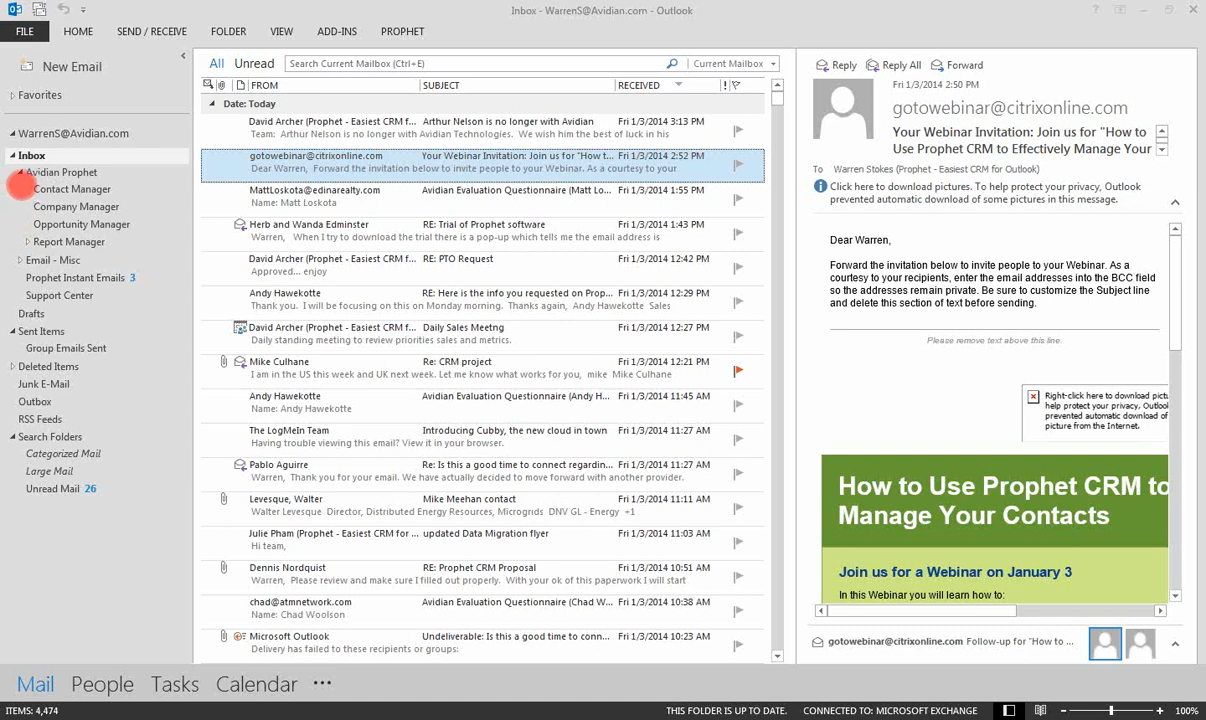 Inbox - WarrenS@Avidian.com - Outlook
FILE HOME SEND / RECEIVE FOLDER VIEW ADD-INS PROPHET
New Email
Favorites
WarrenS@Avidian.com
Inbox
Avidian Prophet
Contact Manager
Company Manager
Opportunity Manager
Report Manager
Email - Misc
Prophet Instant Emails 3
Support Center
Drafts
Sent Items
Group Emails Sent
Deleted Items
Junk E-Mail
Outbox
RSS Feeds
Search Folders
Categorized Mail
Large Mail
Unread Mail 26
All Unread Search Current Mailbox (Ctrl+E) Current Mailbox
FROM SUBJECT RECEIVED
Date: Today
David Archer (Prophet - Easiest CRM f... Arthur Nelson is no longer with Avidian Fri 1/3/2014 3:13 PM
Team: Arthur Nelson is no longer with Avidian Technologies. We wish him the best of luck in his
gotowebinar@citrixonline.com Your Webinar Invitation: Join us for "How t... Fri 1/3/2014 2:52 PM
Dear Warren, Forward the invitation below to invite people to your Webinar. As a courtesy to your
MattLoskota@edinarealty.com Avidian Evaluation Questionnaire (Matt Lo... Fri 1/3/2014 1:55 PM
Name: Matt Loskota
Herb and Wanda Edminster RE: Trial of Prophet software Fri 1/3/2014 1:43 PM
Warren, When I try to download the trial there is a pop-up which tells me the email address is
David Archer (Prophet - Easiest CRM f... RE: PTO Request Fri 1/3/2014 12:42 PM
Approved... enjoy
Andy Hawekotte RE: Here is the info you requested on Prop... Fri 1/3/2014 12:29 PM
Thank you. I will be focusing on this on Monday morning. Thanks again, Andy Hawekotte Sales
David Archer (Prophet - Easiest CRM f... Daily Sales Meetng Fri 1/3/2014 12:27 PM
Daily standing meeting to review priorities sales and metrics.
Mike Culhane Re: CRM project Fri 1/3/2014 12:21 PM
I am in the US this week and UK next week. Let me know what works for you, mike Mike Culhane
Andy Hawekotte Avidian Evaluation Questionnaire (Andy H... Fri 1/3/2014 11:45 AM
Name: Andy Hawekotte
The LogMeIn Team Introducing Cubby, the new cloud in town Fri 1/3/2014 11:27 AM
Having trouble viewing this email? View it in your browser.
Pablo Aguirre Re: Is this a good time to connect regardin... Fri 1/3/2014 11:27 AM
Warren, Thank you for your email. We have actually decided to move forward with another provider.
Levesque, Walter Mike Meehan contact Fri 1/3/2014 11:11 AM
Walter Levesque Director, Distributed Energy Resources, Microgrids DNV GL - Energy +1
Julie Pham (Prophet - Easiest CRM for ... updated Data Migration flyer Fri 1/3/2014 11:03 AM
Hi team,
Dennis Nordquist RE: Prophet CRM Proposal Fri 1/3/2014 10:51 AM
Warren, Please review and make sure I filled out properly. With your ok of this paperwork I will start
chad@atmnetwork.com Avidian Evaluation Questionnaire (Chad W... Fri 1/3/2014 10:38 AM
Name: Chad Woolson
Microsoft Outlook Undeliverable: Is this a good time to conn... Fri 1/3/2014 10:23 AM
Delivery has failed to these recipients or groups:
Reply Reply All Forward
Fri 1/3/2014 2:50 PM
gotowebinar@citrixonline.com
Your Webinar Invitation: Join us for "How to
Use Prophet CRM to Effectively Manage Your
To Warren Stokes (Prophet - Easiest CRM for Outlook)
Click here to download pictures. To help protect your privacy, Outlook
prevented automatic download of some pictures in this message.
Dear Warren,
Forward the invitation below to invite people to your Webinar. As a
courtesy to your recipients, enter the email addresses into the BCC field
so the addresses remain private. Be sure to customize the Subject line
and delete this section of text before sending.
Please remove text above this line.
Right-click here to download pictu
help protect your privacy, Outloo
prevented automatic download of
picture from the Internet.
How to Use Prophet CRM to
Manage Your Contacts
Join us for a Webinar on January 3
In this Webinar you will learn how to:
gotowebinar@citrixonline.com Follow-up for "How to ...
Mail People Tasks Calendar ...
ITEMS: 4,474 THIS FOLDER IS UP TO DATE. CONNECTED TO: MICROSOFT EXCHANGE 100%